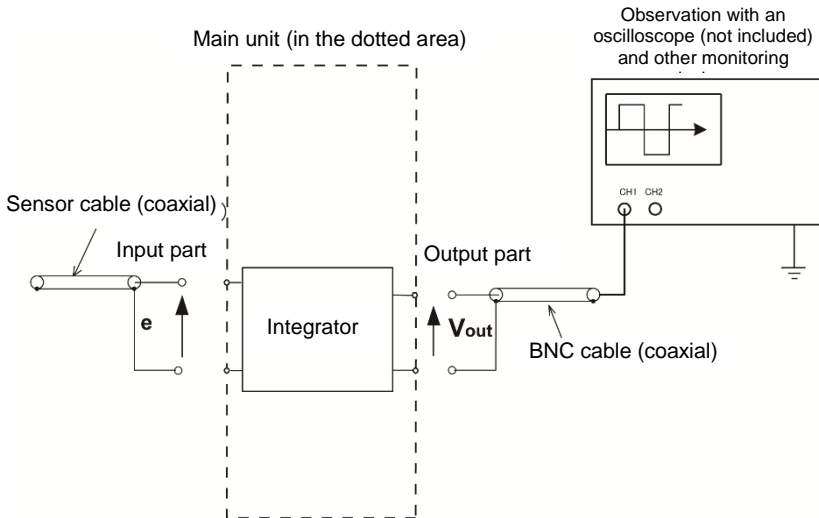 Observation with an
oscilloscope (not included)
and other monitoring
Main unit (in the dotted area)
CH1 CH2
Sensor cable (coaxial)
Input part
Output part
e
Integrator
Vout
BNC cable (coaxial)